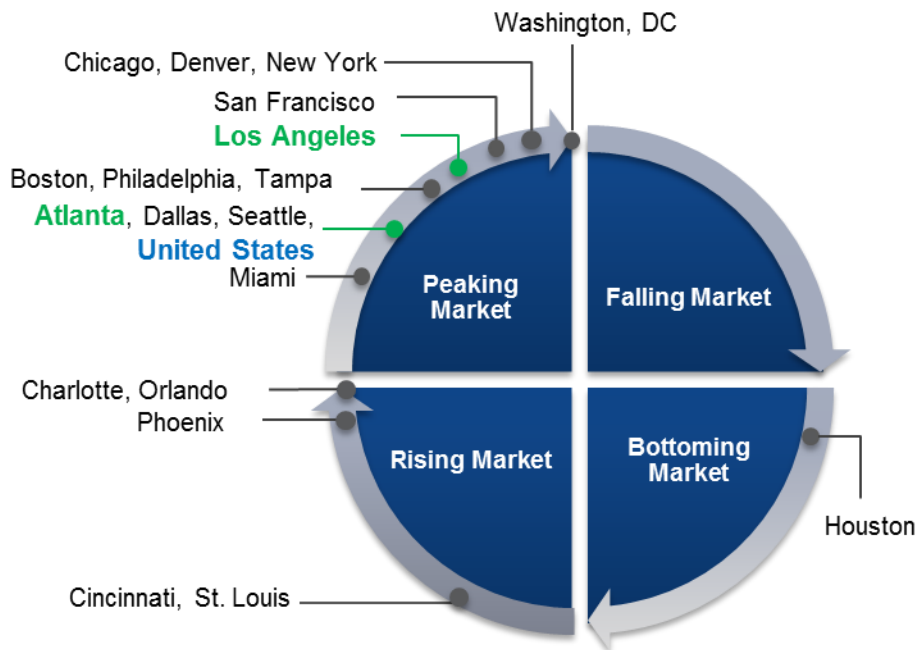 Washington, DC
Chicago, Denver, New York
San Francisco
Los Angeles
Boston, Philadelphia, Tampa
Atlanta, Dallas, Seattle,
United States
Miami
Peaking
Market
Falling Market
Charlotte, Orlando
Phoenix
Rising Market
Bottoming
Market
Houston
Cincinnati, St. Louis